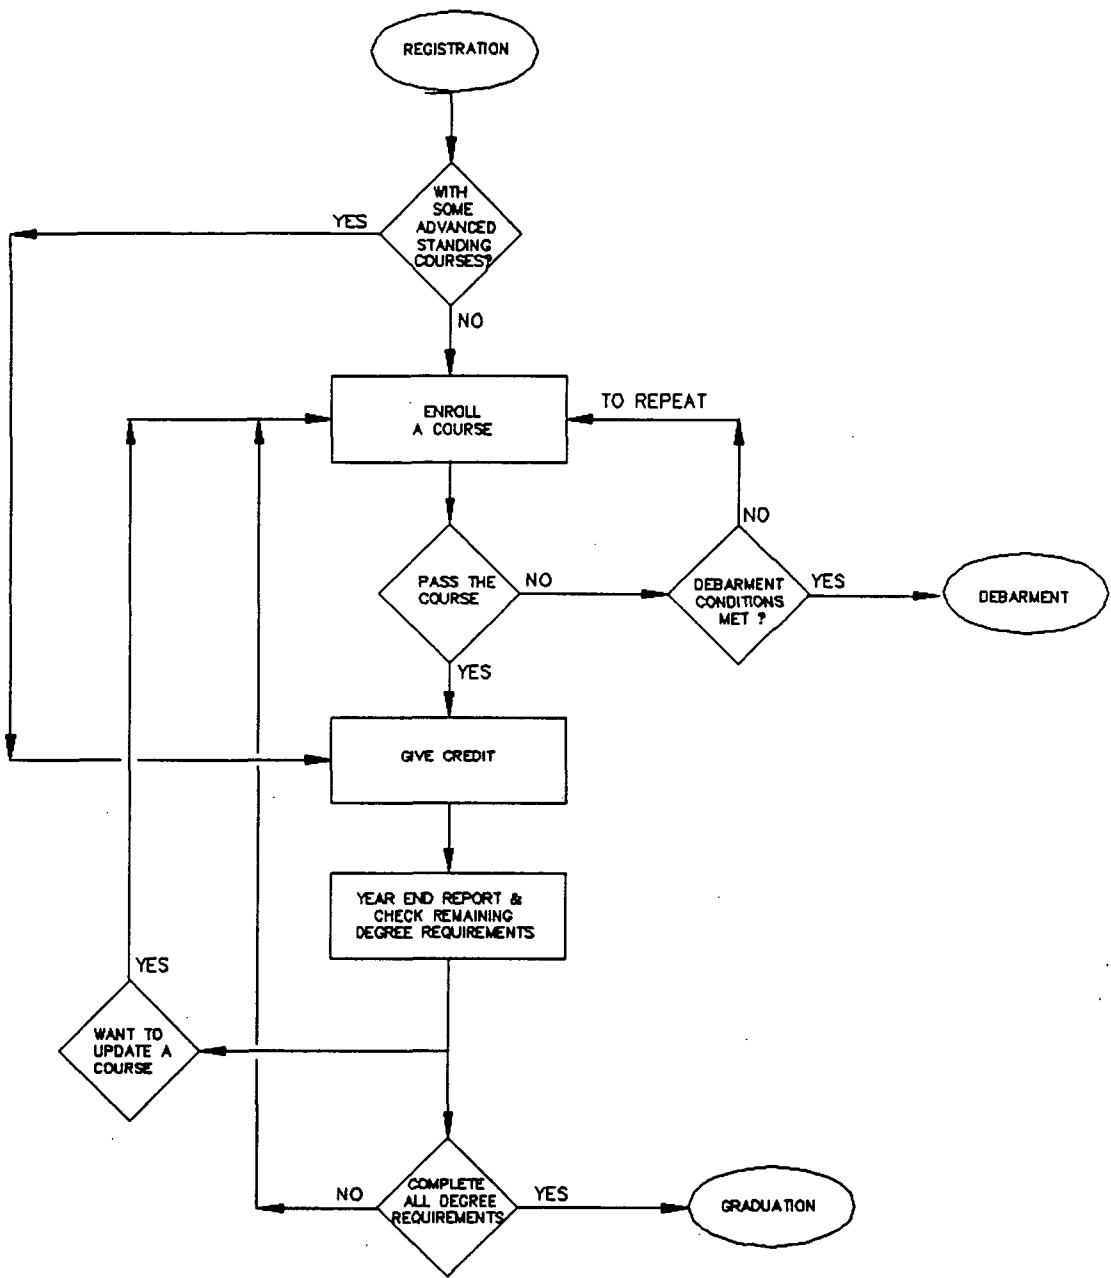 REGISTRATION
WITH
SOME
ADVANCED
STANDING
COURSES?
YES
NO
ENROLL
A COURSE
TO REPEAT
NO
PASS THE
COURSE
NO
DEBARMENT
CONDITIONS
MET ?
YES
DEBARMENT
YES
GIVE CREDIT
YEAR END REPORT &
CHECK REMAINING
DEGREE REQUIREMENTS
YES
WANT TO
UPDATE A
COURSE
COMPLETE
ALL DEGREE
REQUIREMENTS
NO
YES
GRADUATION